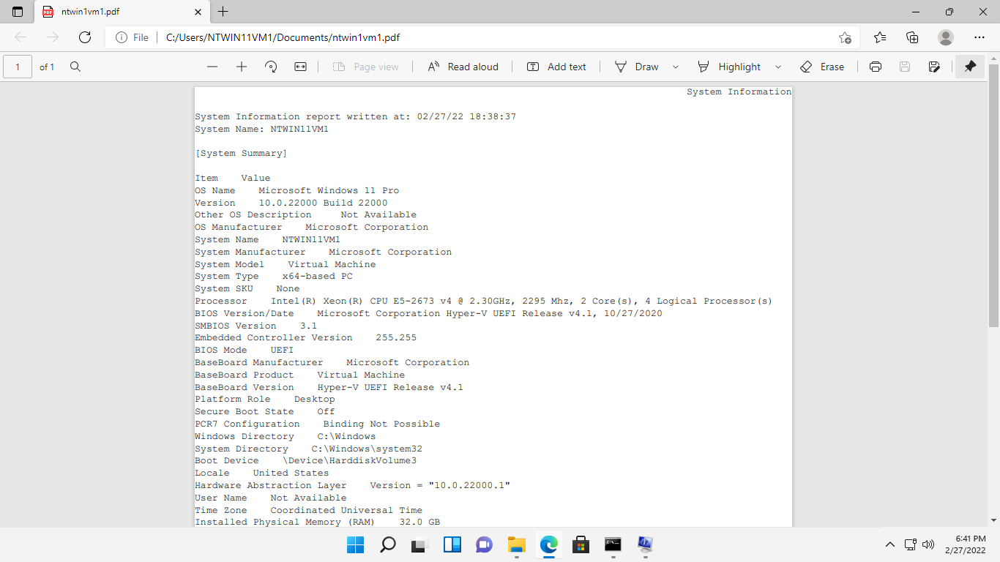 ntwin1vm1.pdf
File
C:/Users/NTWIN11VM1/Documents/ntwin1vm1.pdf
1 of 1
Page view
Read aloud
Add text
Draw
Highlight
Erase
System Information
System Information report written at: 02/27/22 18:38:37
System Name: NTWIN11VM1
[System Summary]
Item Value
OS Name Microsoft Windows 11 Pro
Version 10.0.22000 Build 22000
Other OS Description Not Available
OS Manufacturer Microsoft Corporation
System Name NTWIN11VM1
System Manufacturer Microsoft Corporation
System Model Virtual Machine
System Type x64-based PC
System SKU None
Processor Intel(R) Xeon(R) CPU E5-2673 v4 @ 2.30GHz, 2295 Mhz, 2 Core(s), 4 Logical Processor(s)
BIOS Version/Date Microsoft Corporation Hyper-V UEFI Release v4.1, 10/27/2020
SMBIOS Version 3.1
Embedded Controller Version 255.255
BIOS Mode UEFI
BaseBoard Manufacturer Microsoft Corporation
BaseBoard Product Virtual Machine
BaseBoard Version Hyper-V UEFI Release v4.1
Platform Role Desktop
Secure Boot State Off
PCR7 Configuration Binding Not Possible
Windows Directory C:\Windows
System Directory C:\Windows\system32
Boot Device \Device\HarddiskVolume3
Locale United States
Hardware Abstraction Layer Version = "10.0.22000.1"
User Name Not Available
Time Zone Coordinated Universal Time
Installed Physical Memory (RAM) 32.0 GB
6:41 PM
2/27/2022